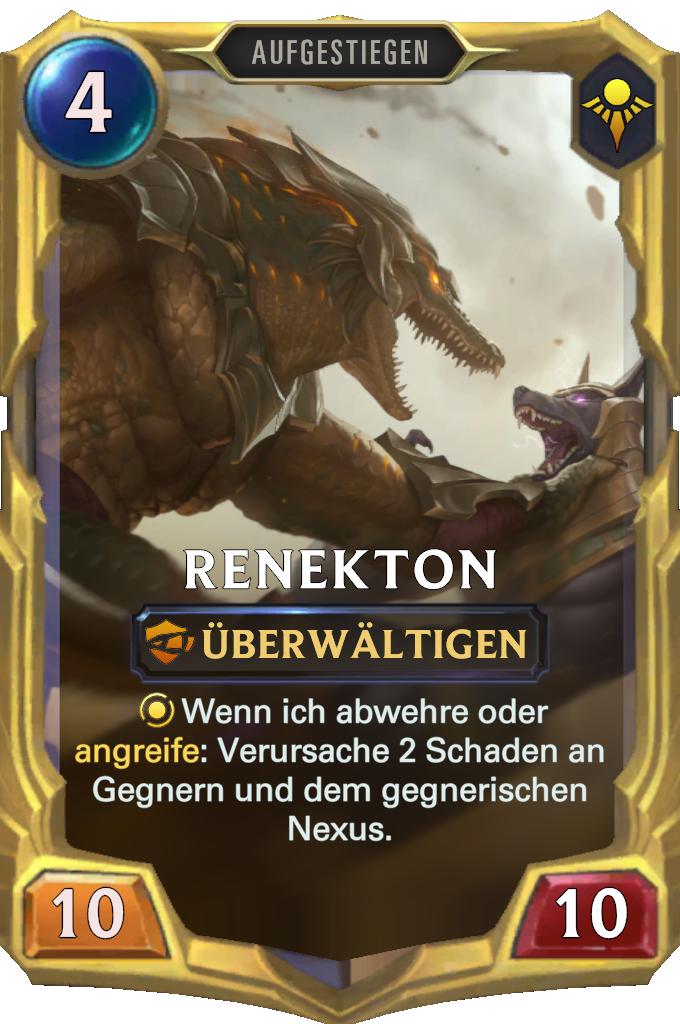 AUFGESTIEGEN
4
RENEKTON
ÜBERWÄLTIGEN
Wenn ich abwehre oder
angreife: Verursache 2 Schaden an
Gegnern und dem gegnerischen
Nexus.
10 10